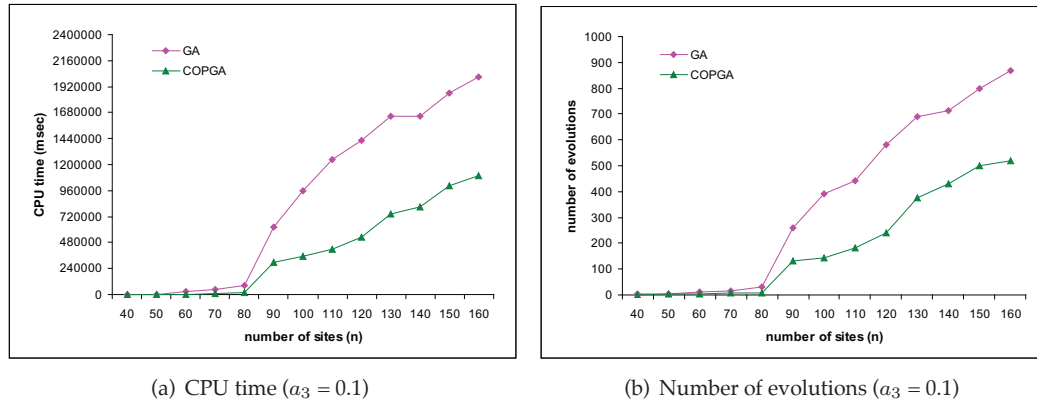 2400000
2160000
1920000
1680000
1440000
1200000
960000
720000
480000
240000
0
CPU time (msec)
GA
COPGA
40 50 60 70 80 90 100 110 120 130 140 150 160
number of sites (n)
(a) CPU time (a₃ = 0.1)
1000
900
800
700
600
500
400
300
200
100
0
number of evolutions
GA
COPGA
40 50 60 70 80 90 100 110 120 130 140 150 160
number of sites (n)
(b) Number of evolutions (a₃ = 0.1)